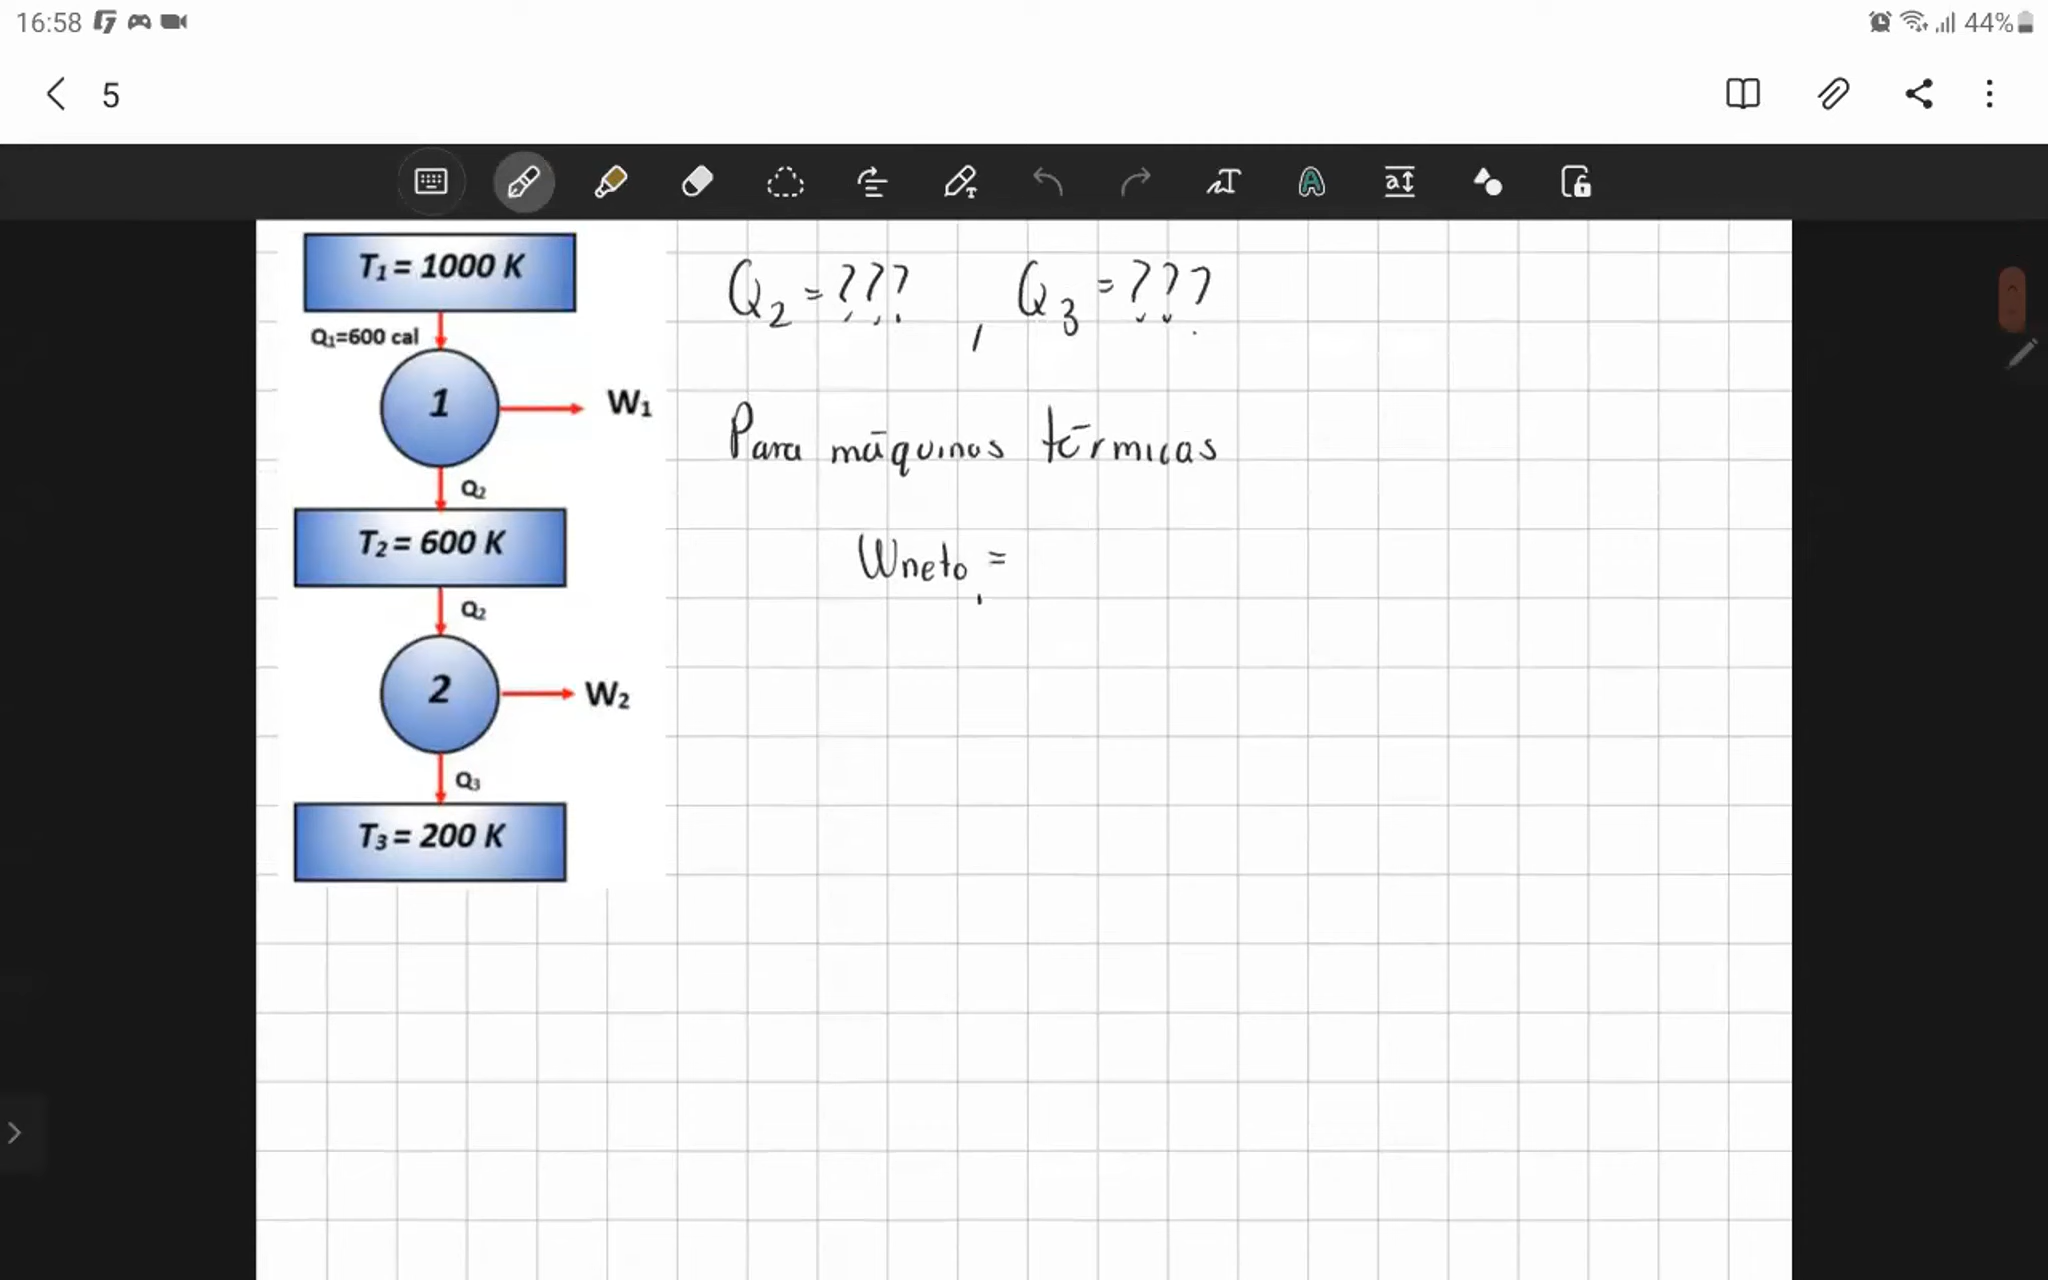 16:58 44%
5
T₁ = 1000 K
Q₁=600 cal
1
W₁
Q₂
T₂ = 600 K
Q₂
2
W₂
Q₃
T₃ = 200 K
Q₂ = ??? , Q₃ = ???
Para máquinas térmicas
Wneto =